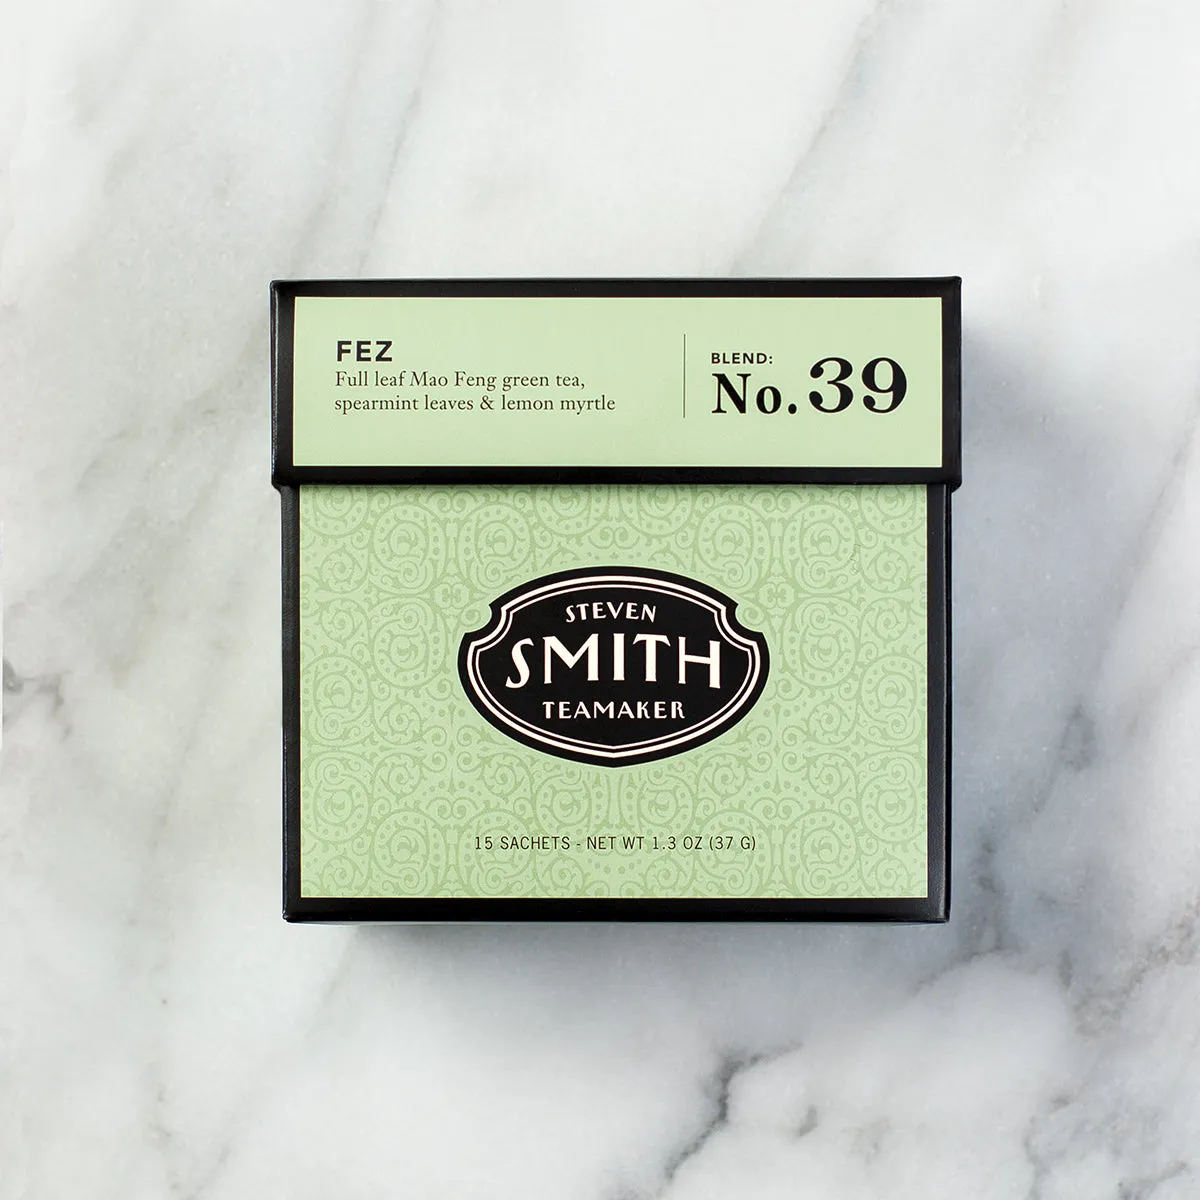 FEZ
Full leaf Mao Feng green tea,
spearmint leaves & lemon myrtle
BLEND:
No. 39
STEVEN
SMITH
TEAMAKER
15 SACHETS - NET WT 1.3 OZ (37 G)